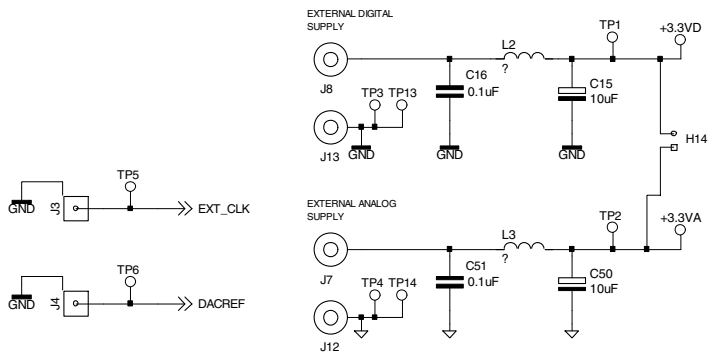 EXTERNAL DIGITAL
SUPPLY
J8
L2
?
TP1
+3.3VD
C16
0.1uF
C15
10uF
TP3 TP13
J13
GND
GND
GND
H14
GND
J3
TP5
EXT_CLK
GND
J4
TP6
DACREF
EXTERNAL ANALOG
SUPPLY
J7
L3
?
TP2
+3.3VA
C51
0.1uF
C50
10uF
TP4 TP14
J12